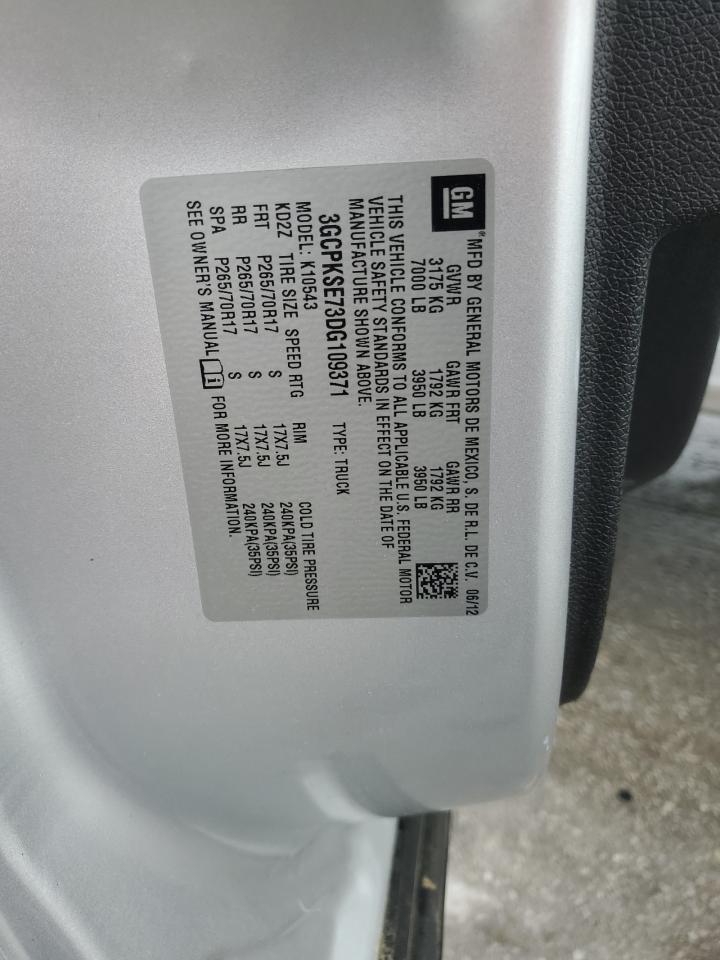 GM® MFD BY GENERAL MOTORS DE MEXICO, S. DE R.L. DE C.V. 06/12
GVWR GAWR FRT GAWR RR
3175 KG 1792 KG 1792 KG
7000 LB 3950 LB 3950 LB
THIS VEHICLE CONFORMS TO ALL APPLICABLE U.S. FEDERAL MOTOR
VEHICLE SAFETY STANDARDS IN EFFECT ON THE DATE OF
MANUFACTURE SHOWN ABOVE.
3GCPKSE73DG109371 TYPE: TRUCK
MODEL: K10543
KD2Z TIRE SIZE SPEED RTG RIM COLD TIRE PRESSURE
FRT P265/70R17 S 17X7.5J 240KPA(35PSI)
RR P265/70R17 S 17X7.5J 240KPA(35PSI)
SPA P265/70R17 S 17X7.5J 240KPA(35PSI)
SEE OWNER'S MANUAL i FOR MORE INFORMATION.